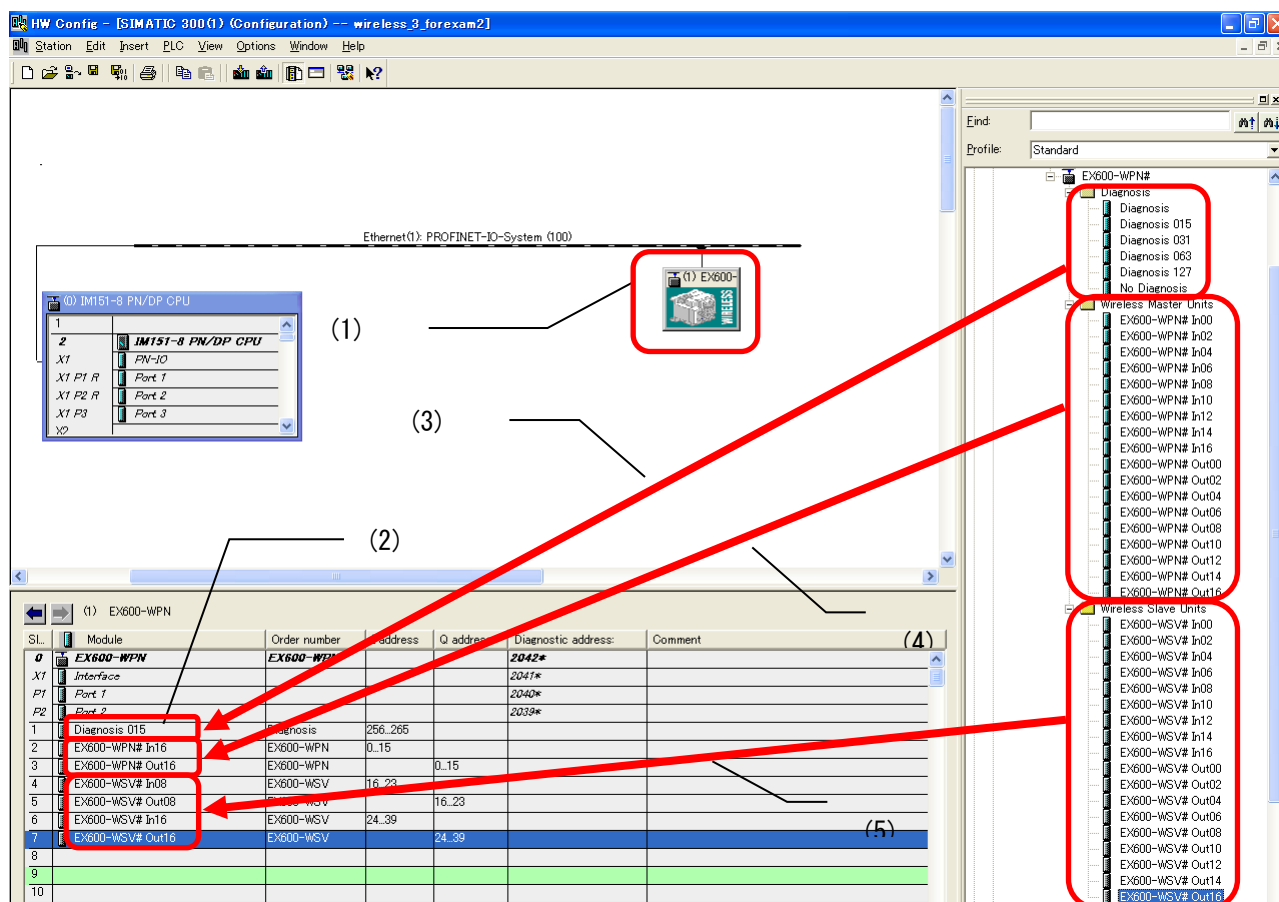 HW Config - [SIMATIC 300(1) (Configuration) -- wireless_3_forexam2]
Station Edit Insert PLC View Options Window Help
Find:
Profile: Standard
EX600-WPN#
Diagnosis
Diagnosis
Diagnosis 015
Diagnosis 031
Diagnosis 063
Diagnosis 127
No Diagnosis
Wireless Master Units
EX600-WPN# In00
EX600-WPN# In02
EX600-WPN# In04
EX600-WPN# In06
EX600-WPN# In08
EX600-WPN# In10
EX600-WPN# In12
EX600-WPN# In14
EX600-WPN# In16
EX600-WPN# Out00
EX600-WPN# Out02
EX600-WPN# Out04
EX600-WPN# Out06
EX600-WPN# Out08
EX600-WPN# Out10
EX600-WPN# Out12
EX600-WPN# Out14
EX600-WPN# Out16
Wireless Slave Units
EX600-WSV# In00
EX600-WSV# In02
EX600-WSV# In04
EX600-WSV# In06
EX600-WSV# In08
EX600-WSV# In10
EX600-WSV# In12
EX600-WSV# In14
EX600-WSV# In16
EX600-WSV# Out00
EX600-WSV# Out02
EX600-WSV# Out04
EX600-WSV# Out06
EX600-WSV# Out08
EX600-WSV# Out10
EX600-WSV# Out12
EX600-WSV# Out14
EX600-WSV# Out16
Ethernet(1): PROFINET-IO-System (100)
(1) EX600-
WIRELESS
(0) IM151-8 PN/DP CPU
1
2 IM151-8 PN/DP CPU
X1 PN-IO
X1 P1 R Port 1
X1 P2 R Port 2
X1 P3 Port 3
X2
(1)
(3)
(2)
(4)
(5)
(1) EX600-WPN
Sl... Module Order number address Q address Diagnostic address: Comment
0 EX600-WPN EX600-WPN 2042*
X1 Interface 2041*
P1 Port 1 2040*
P2 Port 2 2039*
1 Diagnosis 015 Diagnosis 256...265
2 EX600-WPN# In16 EX600-WPN 0...15
3 EX600-WPN# Out16 EX600-WPN 0...15
4 EX600-WSV# In08 EX600-WSV 16...23
5 EX600-WSV# Out08 EX600-WSV 16...23
6 EX600-WSV# In16 EX600-WSV 24...39
7 EX600-WSV# Out16 EX600-WSV 24...39
8
9
10